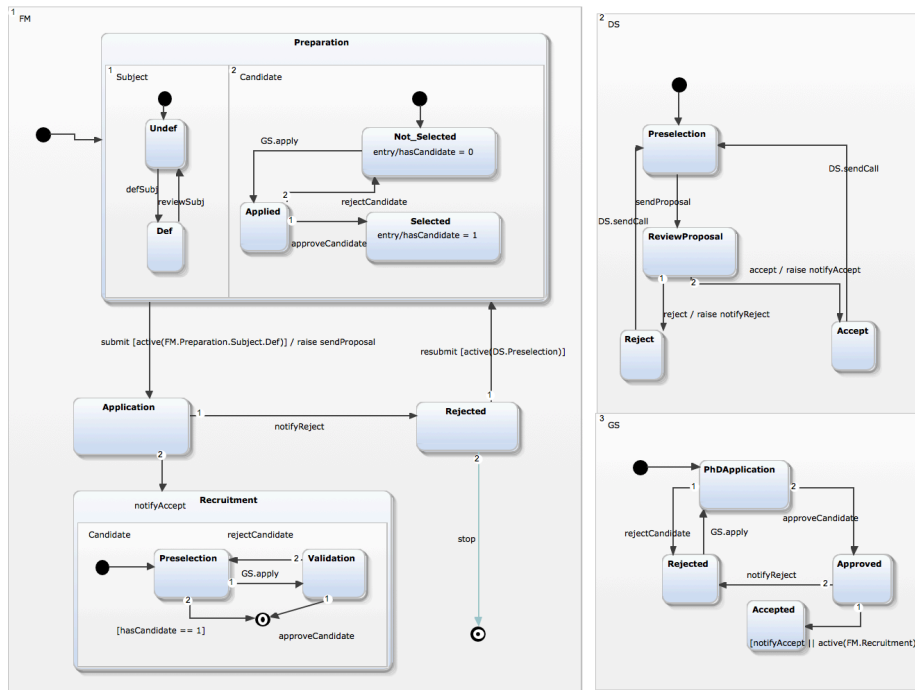 1
FM
Preparation
1
Subject
Undef
defSubj
reviewSubj
Def
2
Candidate
Not_Selected
entry/hasCandidate = 0
GS.apply
2
rejectCandidate
Applied
1
approveCandidate
Selected
entry/hasCandidate = 1
submit [active(FM.Preparation.Subject.Def)] / raise sendProposal
resubmit [active(DS.Preselection)]
1
Application
1
notifyReject
Rejected
2
2
notifyAccept
stop
Recruitment
Candidate
rejectCandidate
Preselection
2
Validation
1
GS.apply
2
1
[hasCandidate == 1]
approveCandidate
2
DS
Preselection
DS.sendCall
sendProposal
DS.sendCall
ReviewProposal
accept / raise notifyAccept
1
2
reject / raise notifyReject
Reject
Accept
3
GS
PhDApplication
1
2
approveCandidate
rejectCandidate
GS.apply
Rejected
notifyReject
Approved
2
1
Accepted
[notifyAccept || active(FM.Recruitment)